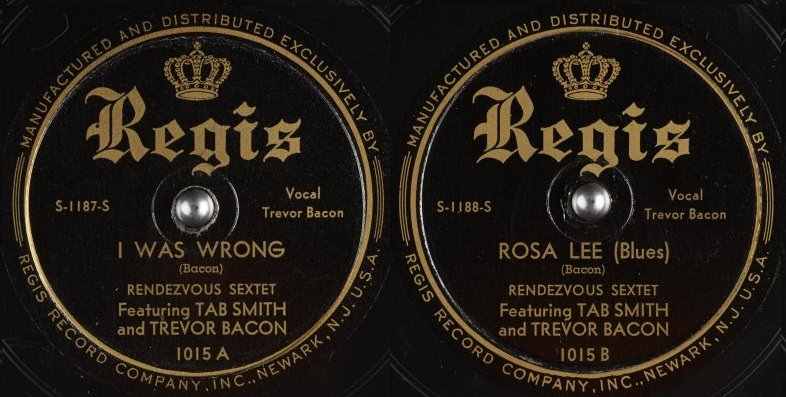 MANUFACTURED AND DISTRIBUTED EXCLUSIVELY BY
Regis
S-1187-S
Vocal
Trevor Bacon
I WAS WRONG
(Bacon)
RENDEZVOUS SEXTET
Featuring TAB SMITH
and TREVOR BACON
1015 A
REGIS RECORD COMPANY, INC., NEWARK, N.J. U.S.A.
MANUFACTURED AND DISTRIBUTED EXCLUSIVELY BY
Regis
S-1188-S
Vocal
Trevor Bacon
ROSA LEE (Blues)
(Bacon)
RENDEZVOUS SEXTET
Featuring TAB SMITH
and TREVOR BACON
1015 B
REGIS RECORD COMPANY, INC., NEWARK, N.J. U.S.A.